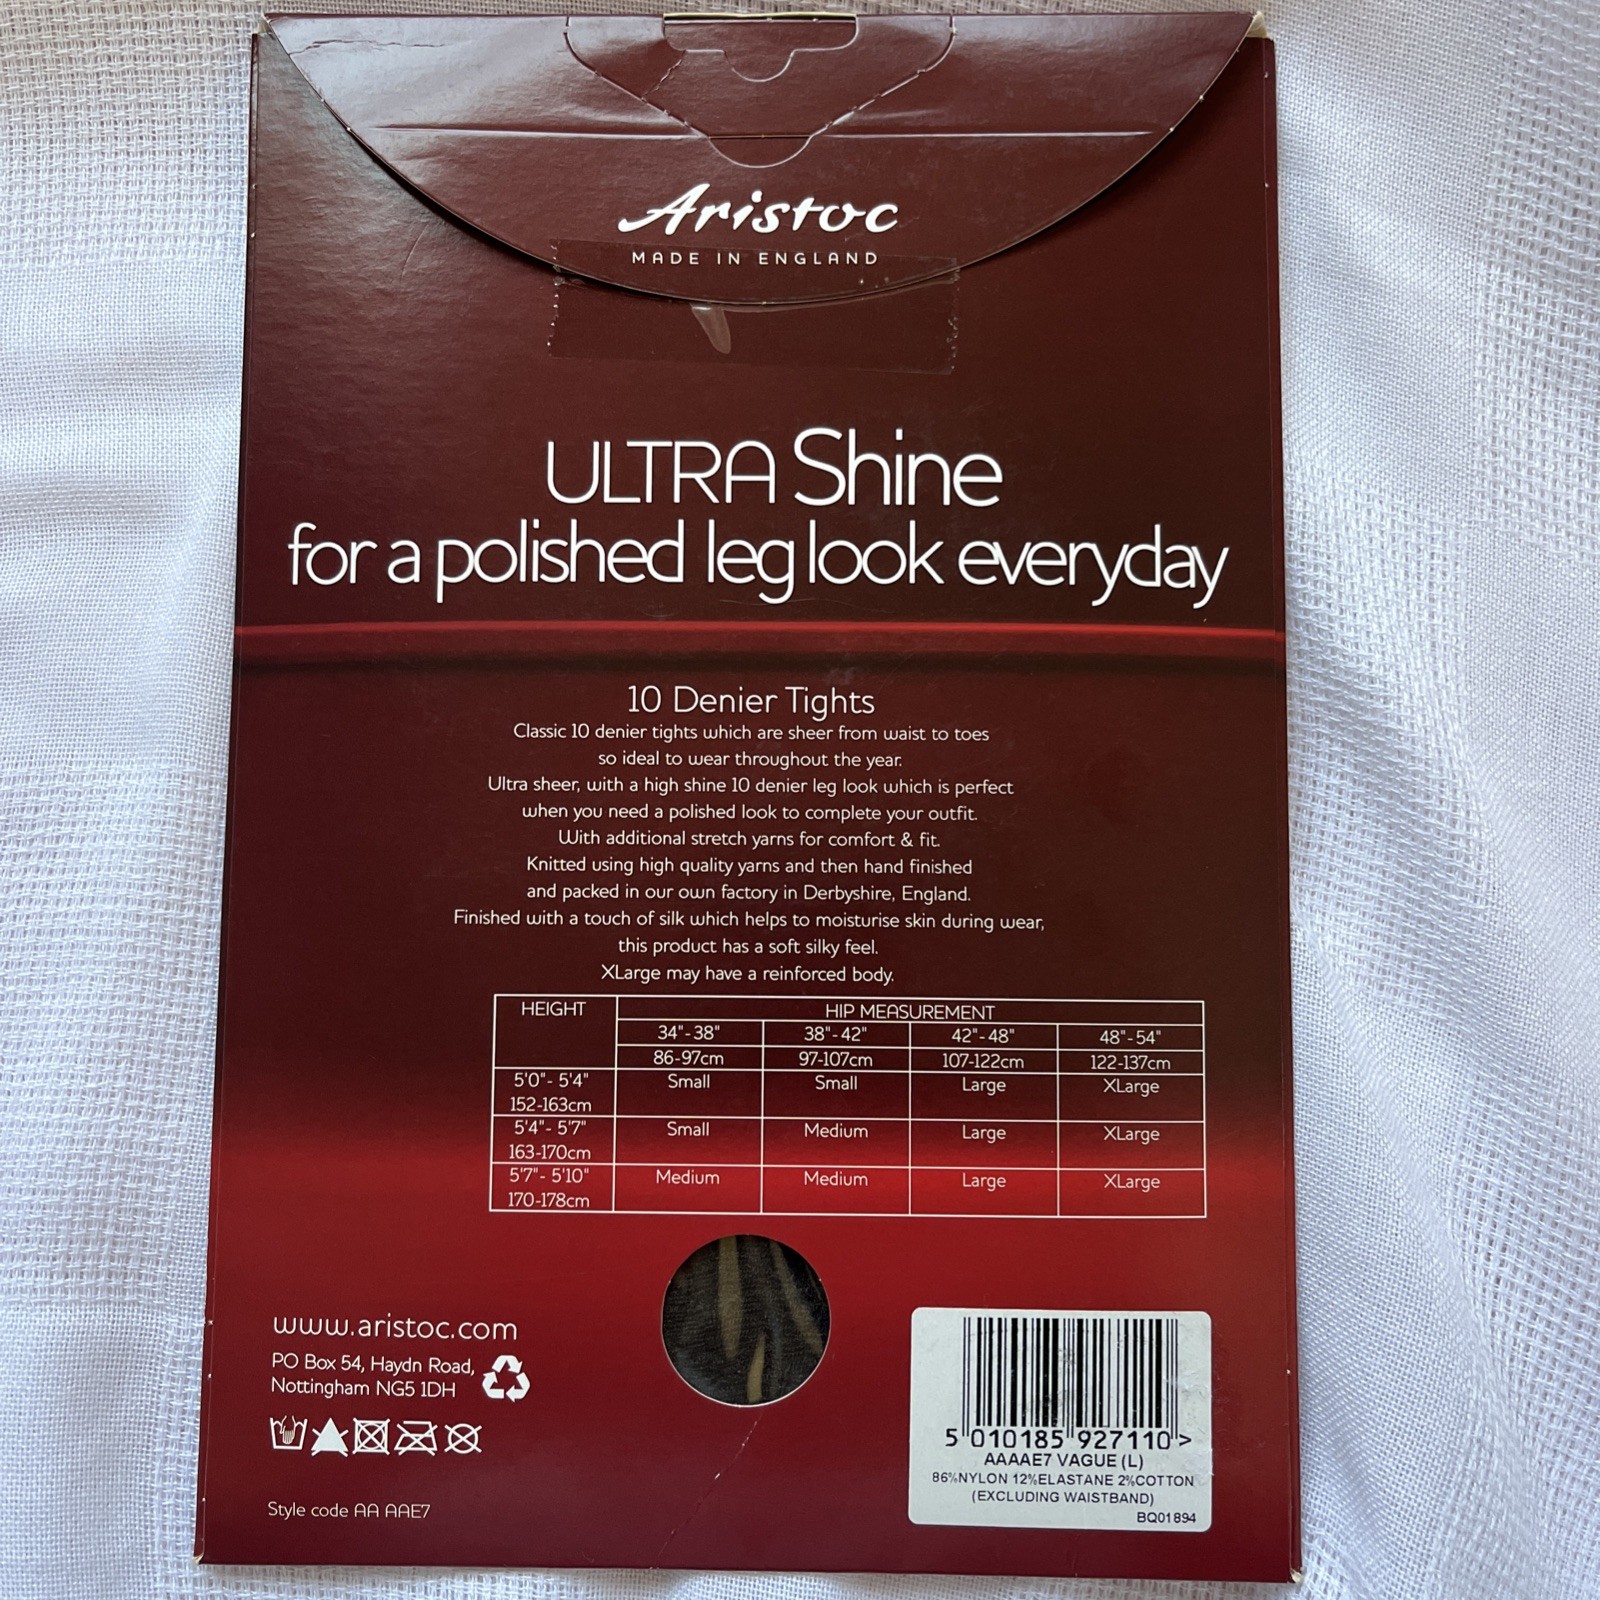 Aristoc
MADE IN ENGLAND
ULTRA Shine
for a polished leg look everyday
10 Denier Tights
Classic 10 denier tights which are sheer from waist to toes
so ideal to wear throughout the year.
Ultra sheer, with a high shine 10 denier leg look which is perfect
when you need a polished look to complete your outfit.
With additional stretch yarns for comfort & fit.
Knitted using high quality yarns and then hand finished
and packed in our own factory in Derbyshire, England.
Finished with a touch of silk which helps to moisturise skin during wear,
this product has a soft silky feel.
XLarge may have a reinforced body.
HEIGHT HIP MEASUREMENT
34"-38" 38"-42" 42"-48" 48"-54"
86-97cm 97-107cm 107-122cm 122-137cm
5'0"- 5'4" Small Small Large XLarge
152-163cm
5'4"- 5'7" Small Medium Large XLarge
163-170cm
5'7"- 5'10" Medium Medium Large XLarge
170-178cm
www.aristoc.com
PO Box 54, Haydn Road,
Nottingham NG5 1DH
Style code AA AAE7
5 010185 927110 >
AAAAE7 VAGUE (L)
86%NYLON 12%ELASTANE 2%COTTON
(EXCLUDING WAISTBAND)
BQ01894